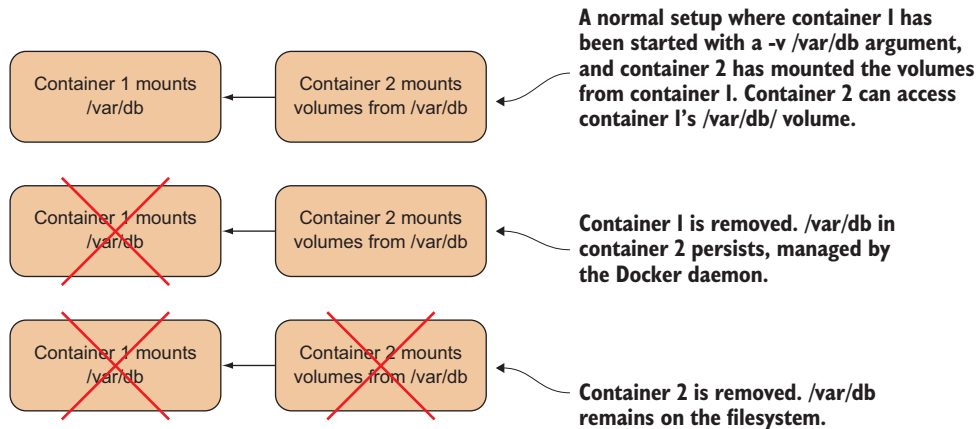 A normal setup where container 1 has
been started with a -v /var/db argument,
and container 2 has mounted the volumes
from container 1. Container 2 can access
container 1's /var/db/ volume.
Container 1 mounts
/var/db
Container 2 mounts
volumes from /var/db
Container 1 mounts
/var/db
Container 2 mounts
volumes from /var/db
Container 1 is removed. /var/db in
container 2 persists, managed by
the Docker daemon.
Container 1 mounts
/var/db
Container 2 mounts
volumes from /var/db
Container 2 is removed. /var/db
remains on the filesystem.